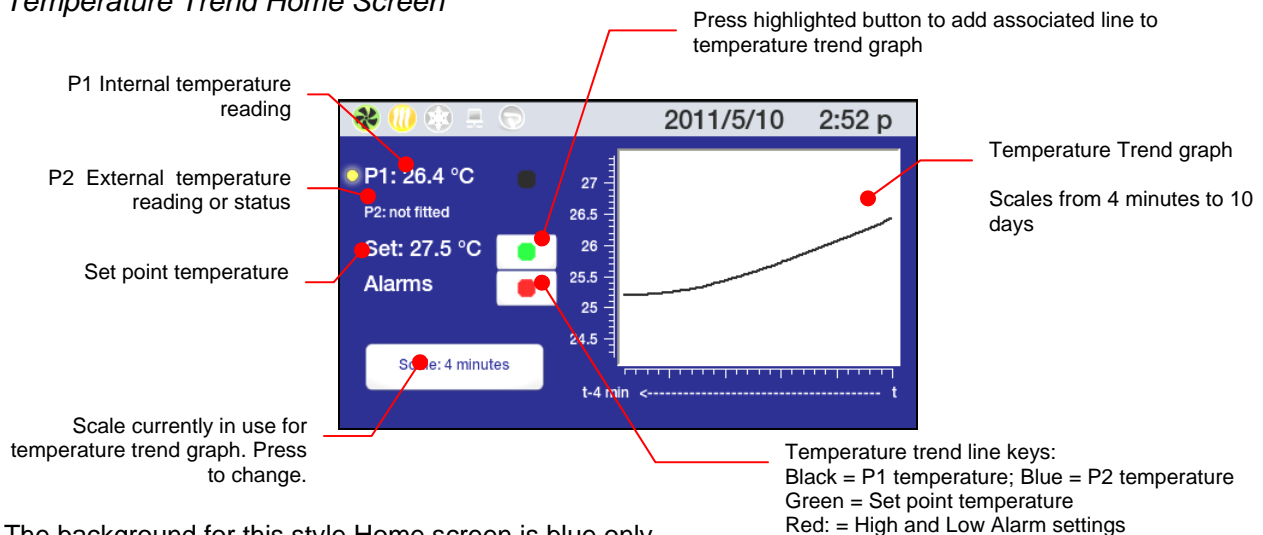 Temperature Trend Home Screen
Press highlighted button to add associated line to
temperature trend graph
P1 Internal temperature
reading
P2 External temperature
reading or status
Set point temperature
Scale currently in use for
temperature trend graph. Press
to change.
2011/5/10 2:52 p
P1: 26.4 °C
P2: not fitted
Set: 27.5 °C
Alarms
Scale: 4 minutes
27
26.5
26
25.5
25
24.5
t-4 min <------------------------------------------ t
Temperature Trend graph
Scales from 4 minutes to 10
days
Temperature trend line keys:
Black = P1 temperature; Blue = P2 temperature
Green = Set point temperature
Red: = High and Low Alarm settings
The background for this style Home screen is blue only